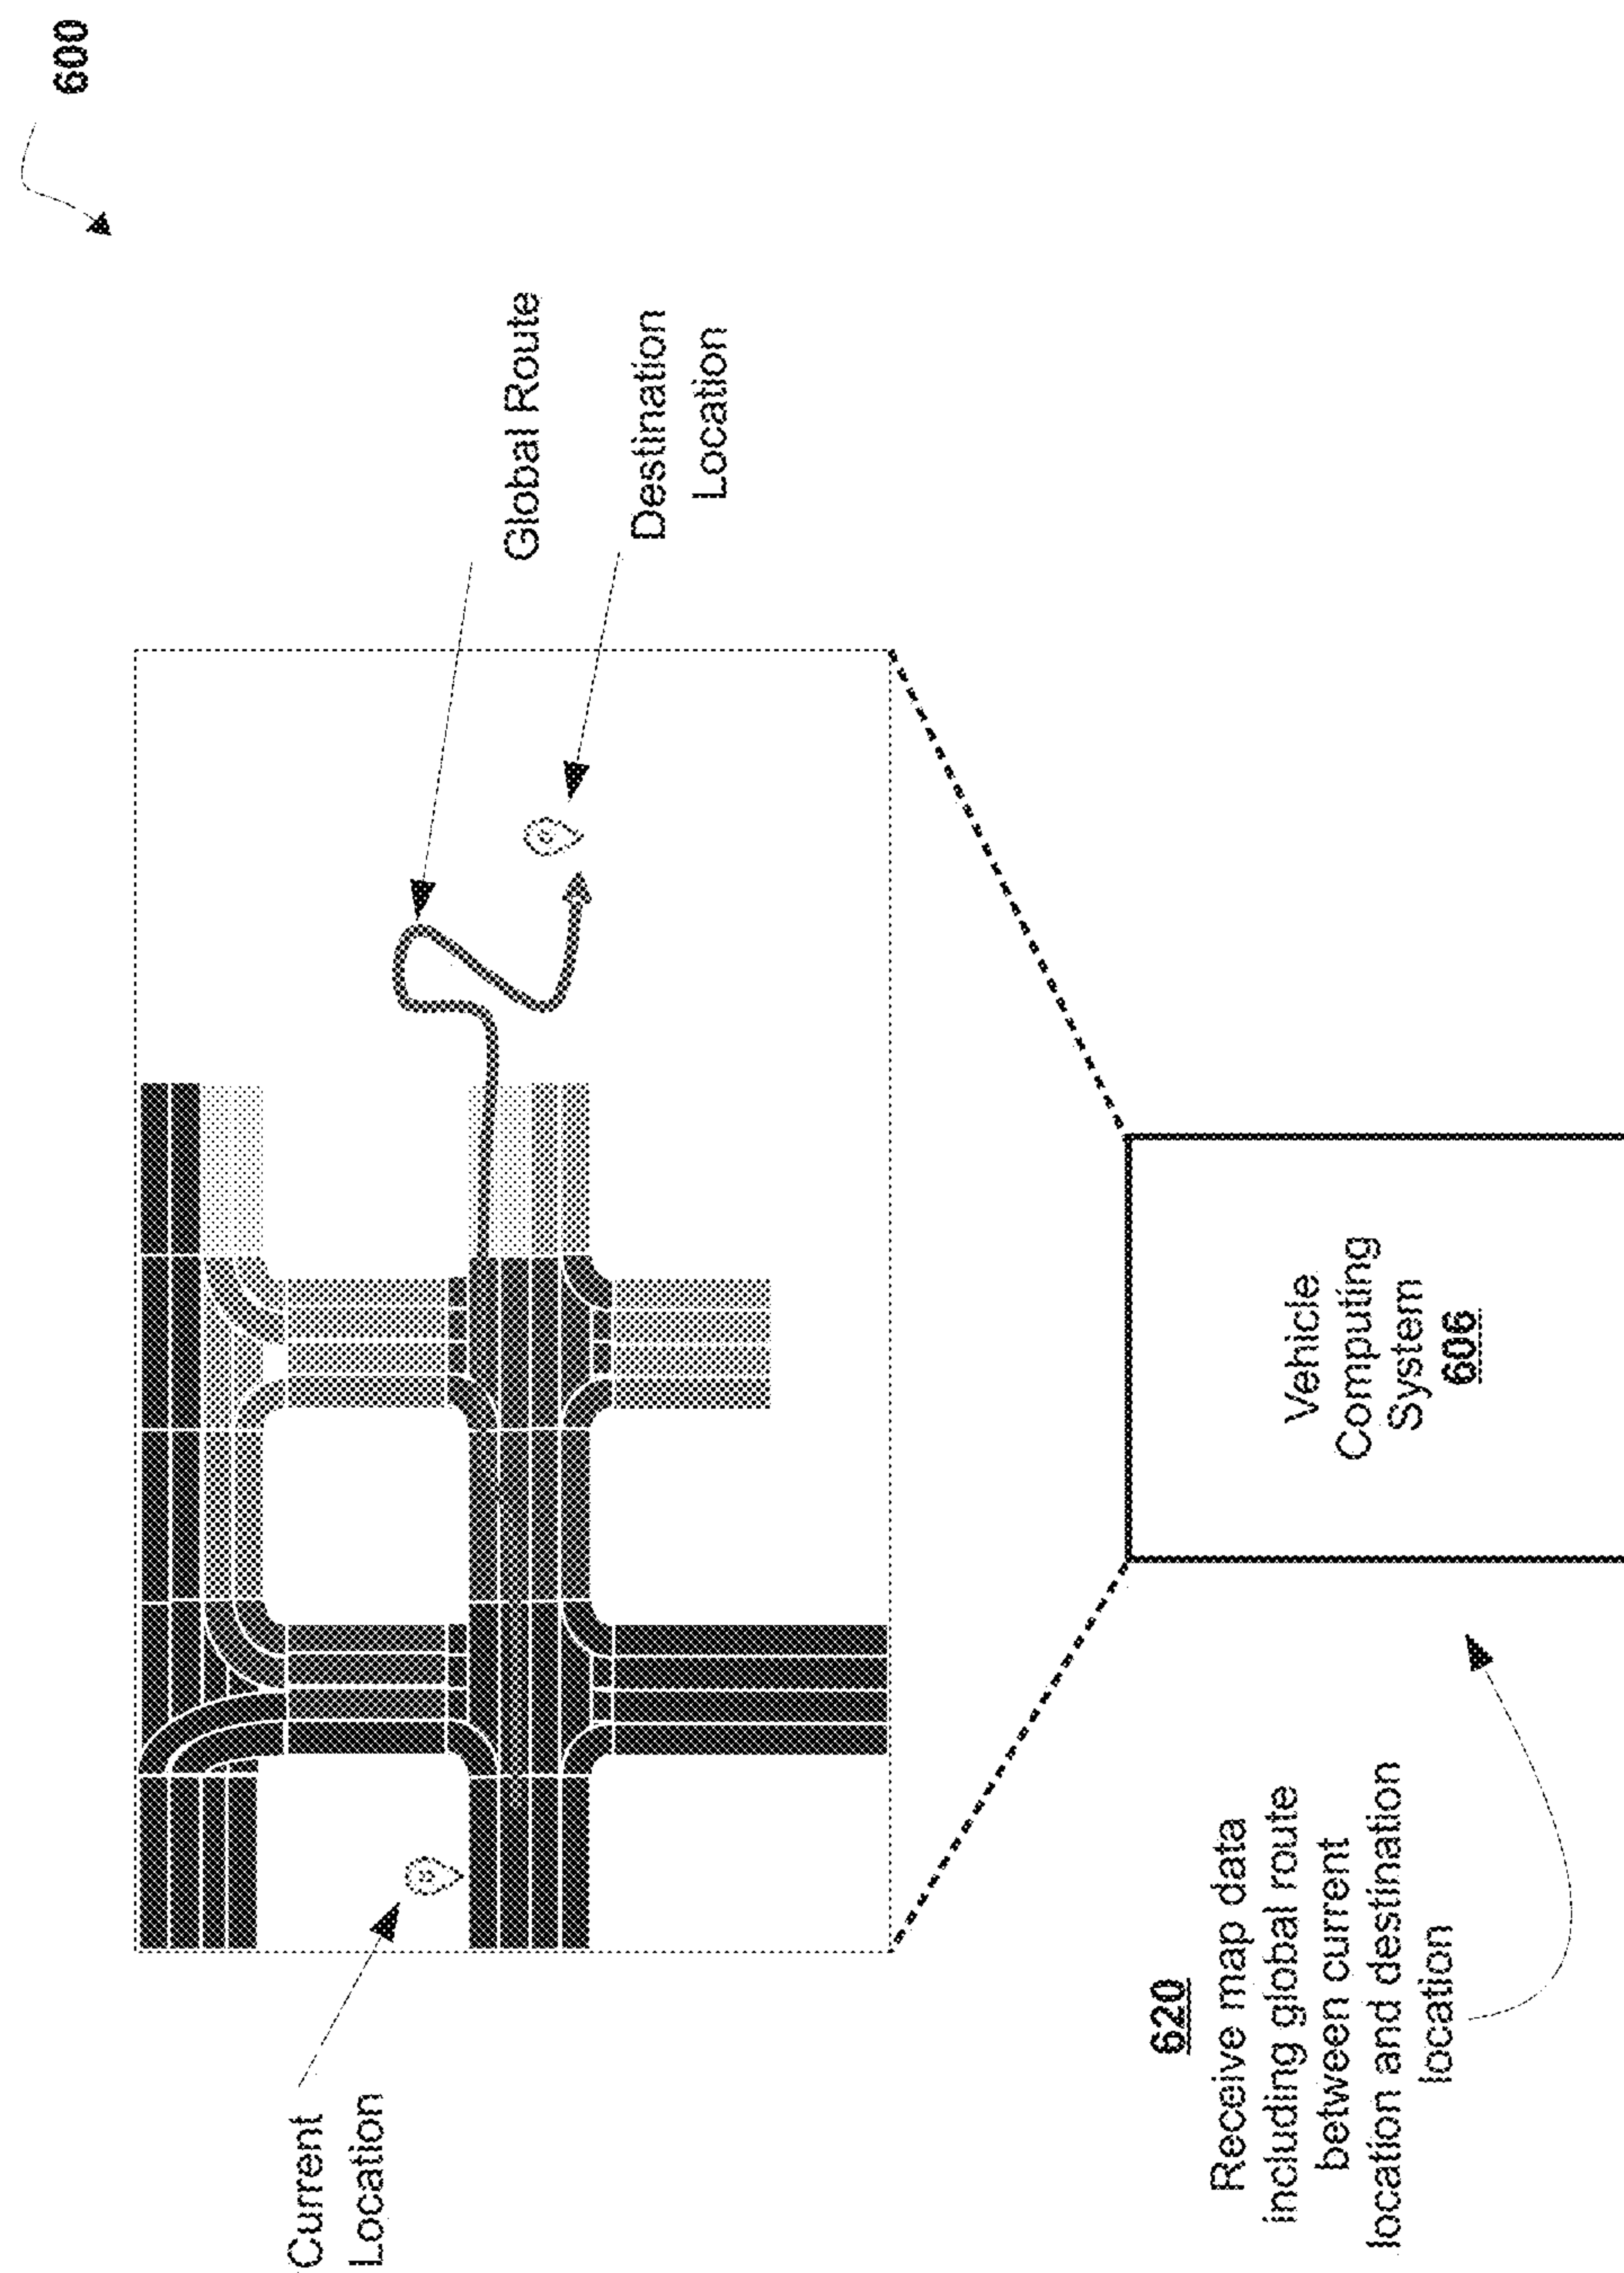 600
Global Route
Destination
Location
Current
Location
620
Receive map data
including global route
between current
location and destination
location
Vehicle
Computing
System
606